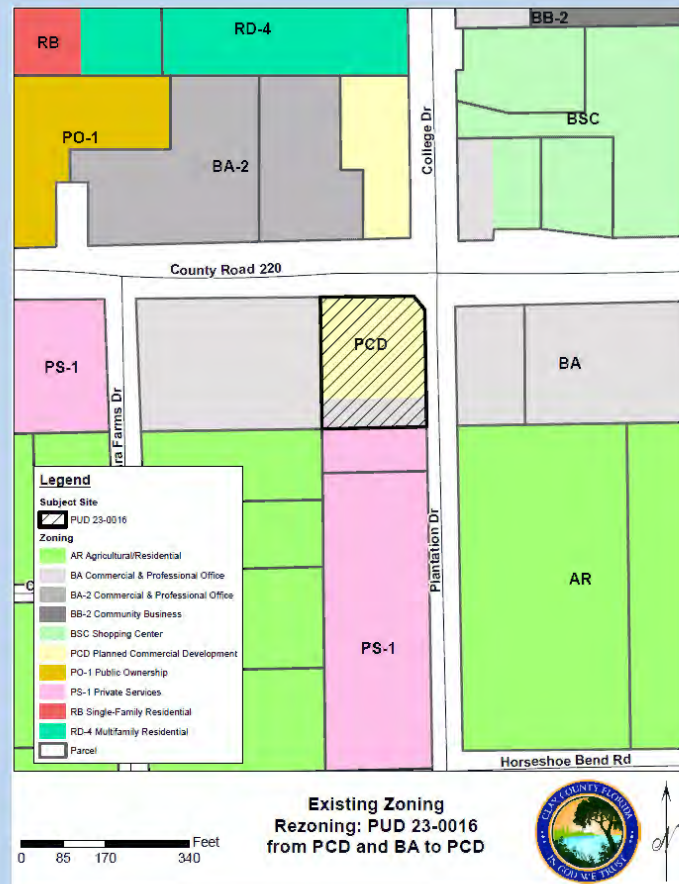 RB
RD-4
BB-2
PO-1
BA-2
BSC
College Dr
County Road 220
PS-1
PCD
BA
ra Farms Dr
Plantation Dr
AR
PS-1
Horseshoe Bend Rd
Legend
Subject Site
PUD 23-0016
Zoning
AR Agricultural/Residential
BA Commercial & Professional Office
BA-2 Commercial & Professional Office
BB-2 Community Business
BSC Shopping Center
PCD Planned Commercial Development
PO-1 Public Ownership
PS-1 Private Services
RB Single-Family Residential
RD-4 Multifamily Residential
Parcel
Existing Zoning
Rezoning: PUD 23-0016
from PCD and BA to PCD
Feet
0 85 170 340
CLAY COUNTY FLORIDA
IN GOD WE TRUST
N